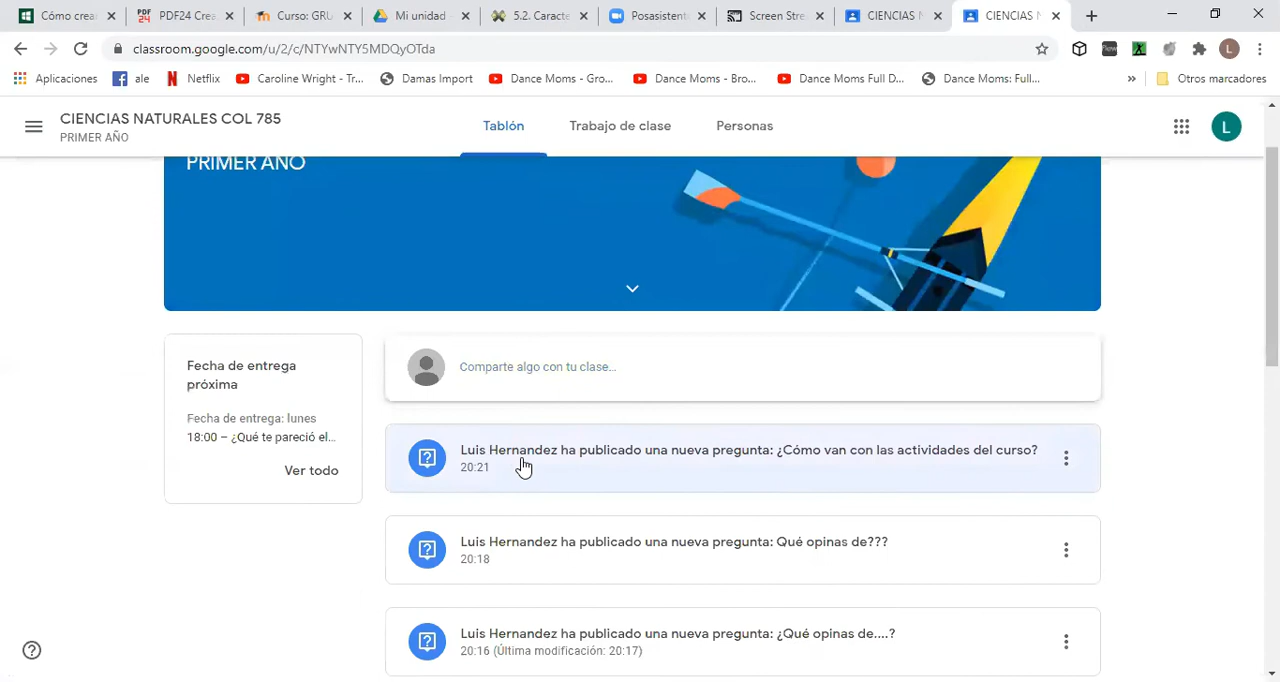 Cómo crea
PDF24 Crea
Curso: GRU
Mi unidad -
5.2. Caracte
Posasistent
Screen Stre
CIENCIAS N
CIENCIAS N
classroom.google.com/u/2/c/NTYwNTY5MDQyOTda
L
Aplicaciones
ale
Netflix
Caroline Wright - Tr...
Damas Import
Dance Moms - Gro...
Dance Moms - Bro...
Dance Moms Full D...
Dance Moms: Full...
»
Otros marcadores
CIENCIAS NATURALES COL 785
PRIMER AÑO
Tablón
Trabajo de clase
Personas
L
PRIMER AÑO
Fecha de entrega
próxima
Fecha de entrega: lunes
18:00 – ¿Qué te pareció el...
Ver todo
Comparte algo con tu clase...
Luis Hernandez ha publicado una nueva pregunta: ¿Cómo van con las actividades del curso?
20:21
Luis Hernandez ha publicado una nueva pregunta: Qué opinas de???
20:18
Luis Hernandez ha publicado una nueva pregunta: ¿Qué opinas de....?
20:16 (Última modificación: 20:17)